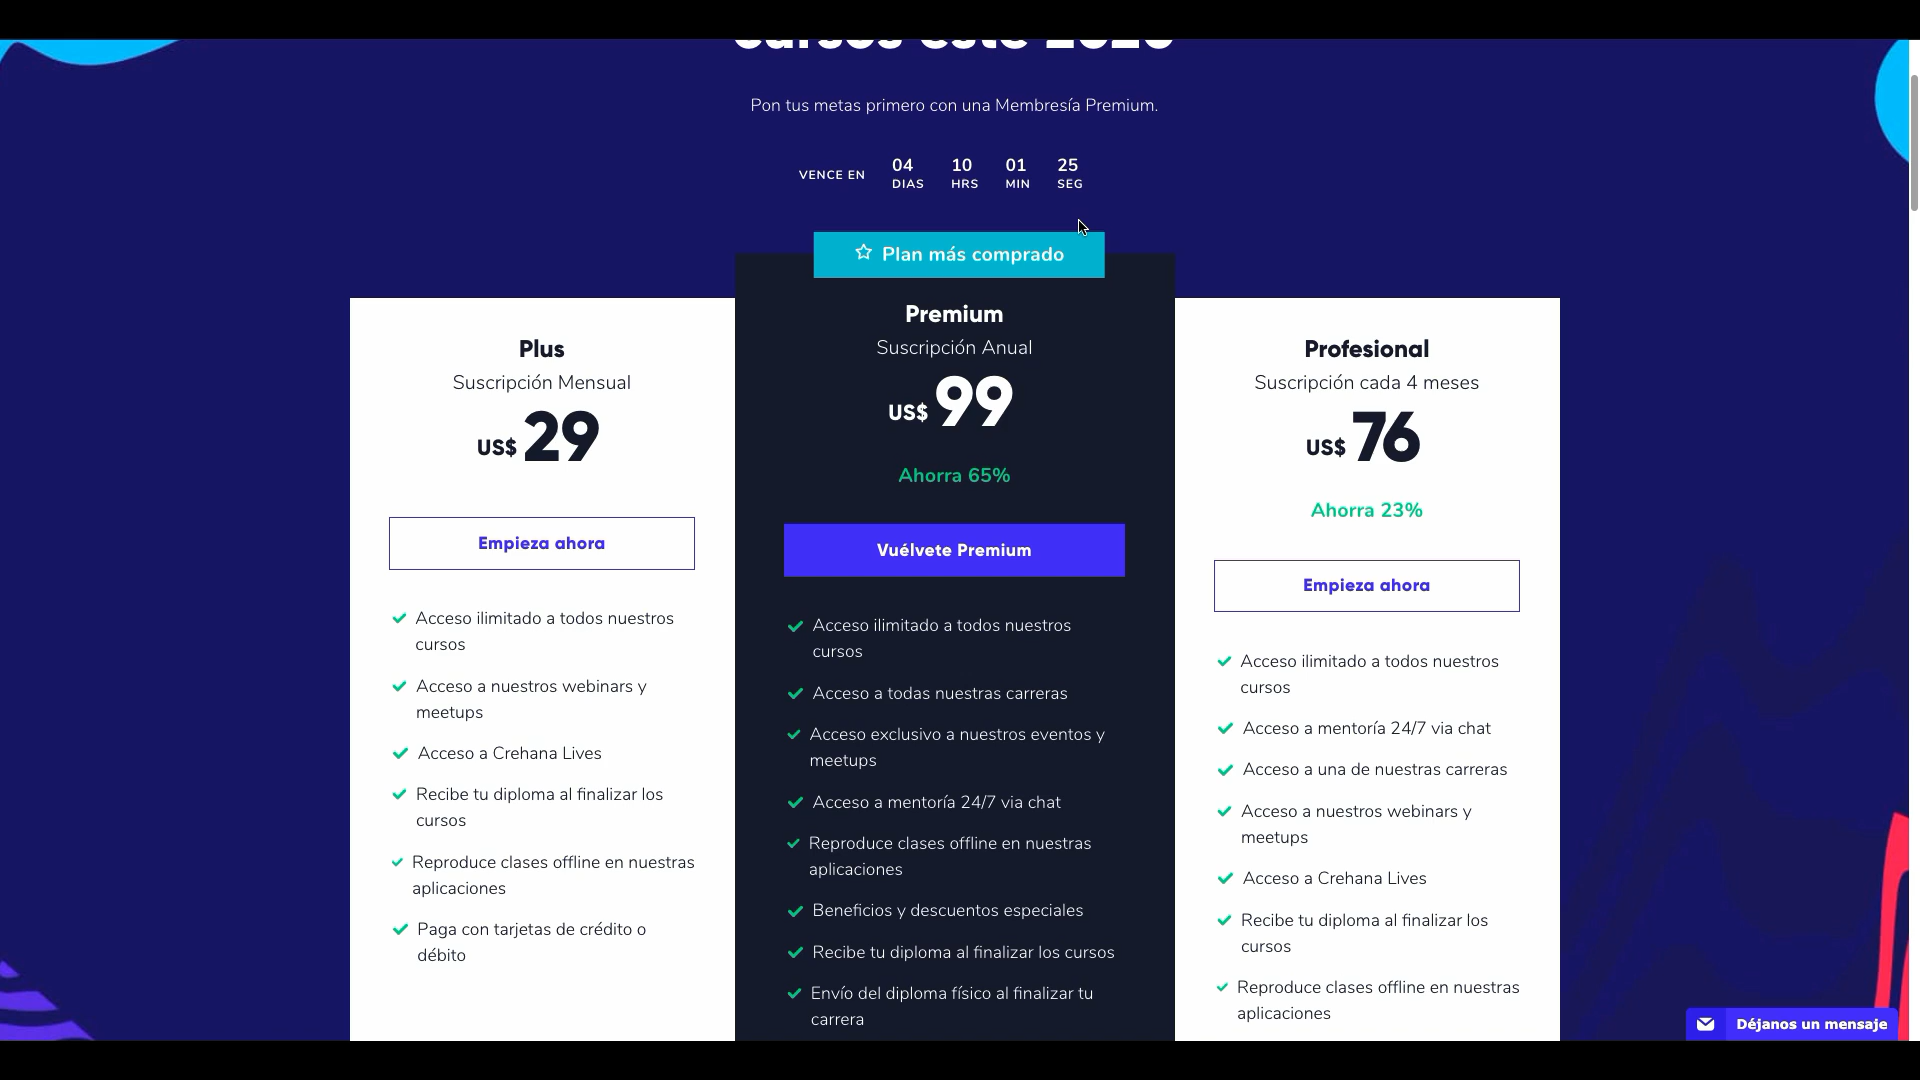 Pon tus metas primero con una Membresía Premium.
VENCE EN
04 10 01 25
DIAS HRS MIN SEG
Plan más comprado
Plus
Suscripción Mensual
US$ 29
Empieza ahora
Acceso ilimitado a todos nuestros
cursos
Acceso a nuestros webinars y
meetups
Acceso a Crehana Lives
Recibe tu diploma al finalizar los
cursos
Reproduce clases offline en nuestras
aplicaciones
Paga con tarjetas de crédito o
débito
Premium
Suscripción Anual
US$ 99
Ahorra 65%
Vuélvete Premium
Acceso ilimitado a todos nuestros
cursos
Acceso a todas nuestras carreras
Acceso exclusivo a nuestros eventos y
meetups
Acceso a mentoría 24/7 via chat
Reproduce clases offline en nuestras
aplicaciones
Beneficios y descuentos especiales
Recibe tu diploma al finalizar los cursos
Envío del diploma físico al finalizar tu
carrera
Profesional
Suscripción cada 4 meses
US$ 76
Ahorra 23%
Empieza ahora
Acceso ilimitado a todos nuestros
cursos
Acceso a mentoría 24/7 via chat
Acceso a una de nuestras carreras
Acceso a nuestros webinars y
meetups
Acceso a Crehana Lives
Recibe tu diploma al finalizar los
cursos
Reproduce clases offline en nuestras
aplicaciones
Déjanos un mensaje